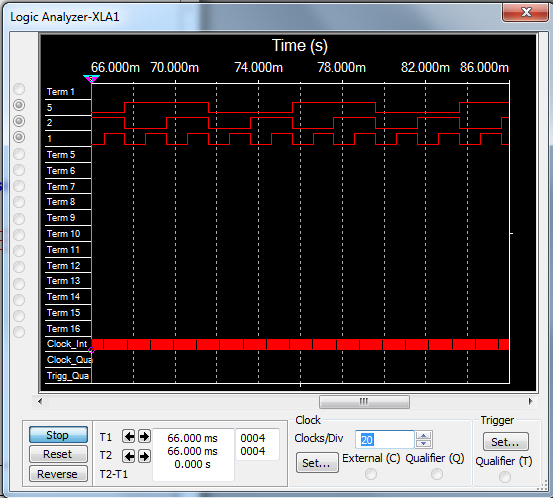 Logic Analyzer-XLA1
Time (s)
66.000m 70.000m 74.000m 78.000m 82.000m 86.000m
Term 1
5
2
1
Term 5
Term 6
Term 7
Term 8
Term 9
Term 10
Term 11
Term 12
Term 13
Term 14
Term 15
Term 16
Clock_Int
Clock_Qua
Trigg_Qua
Stop
Reset
Reverse
T1 66.000 ms 0004
T2 66.000 ms 0004
T2-T1 0.000 s
Clock
Clocks/Div 20
Set... External (C) Qualifier (Q)
Trigger
Set...
Qualifier (T)